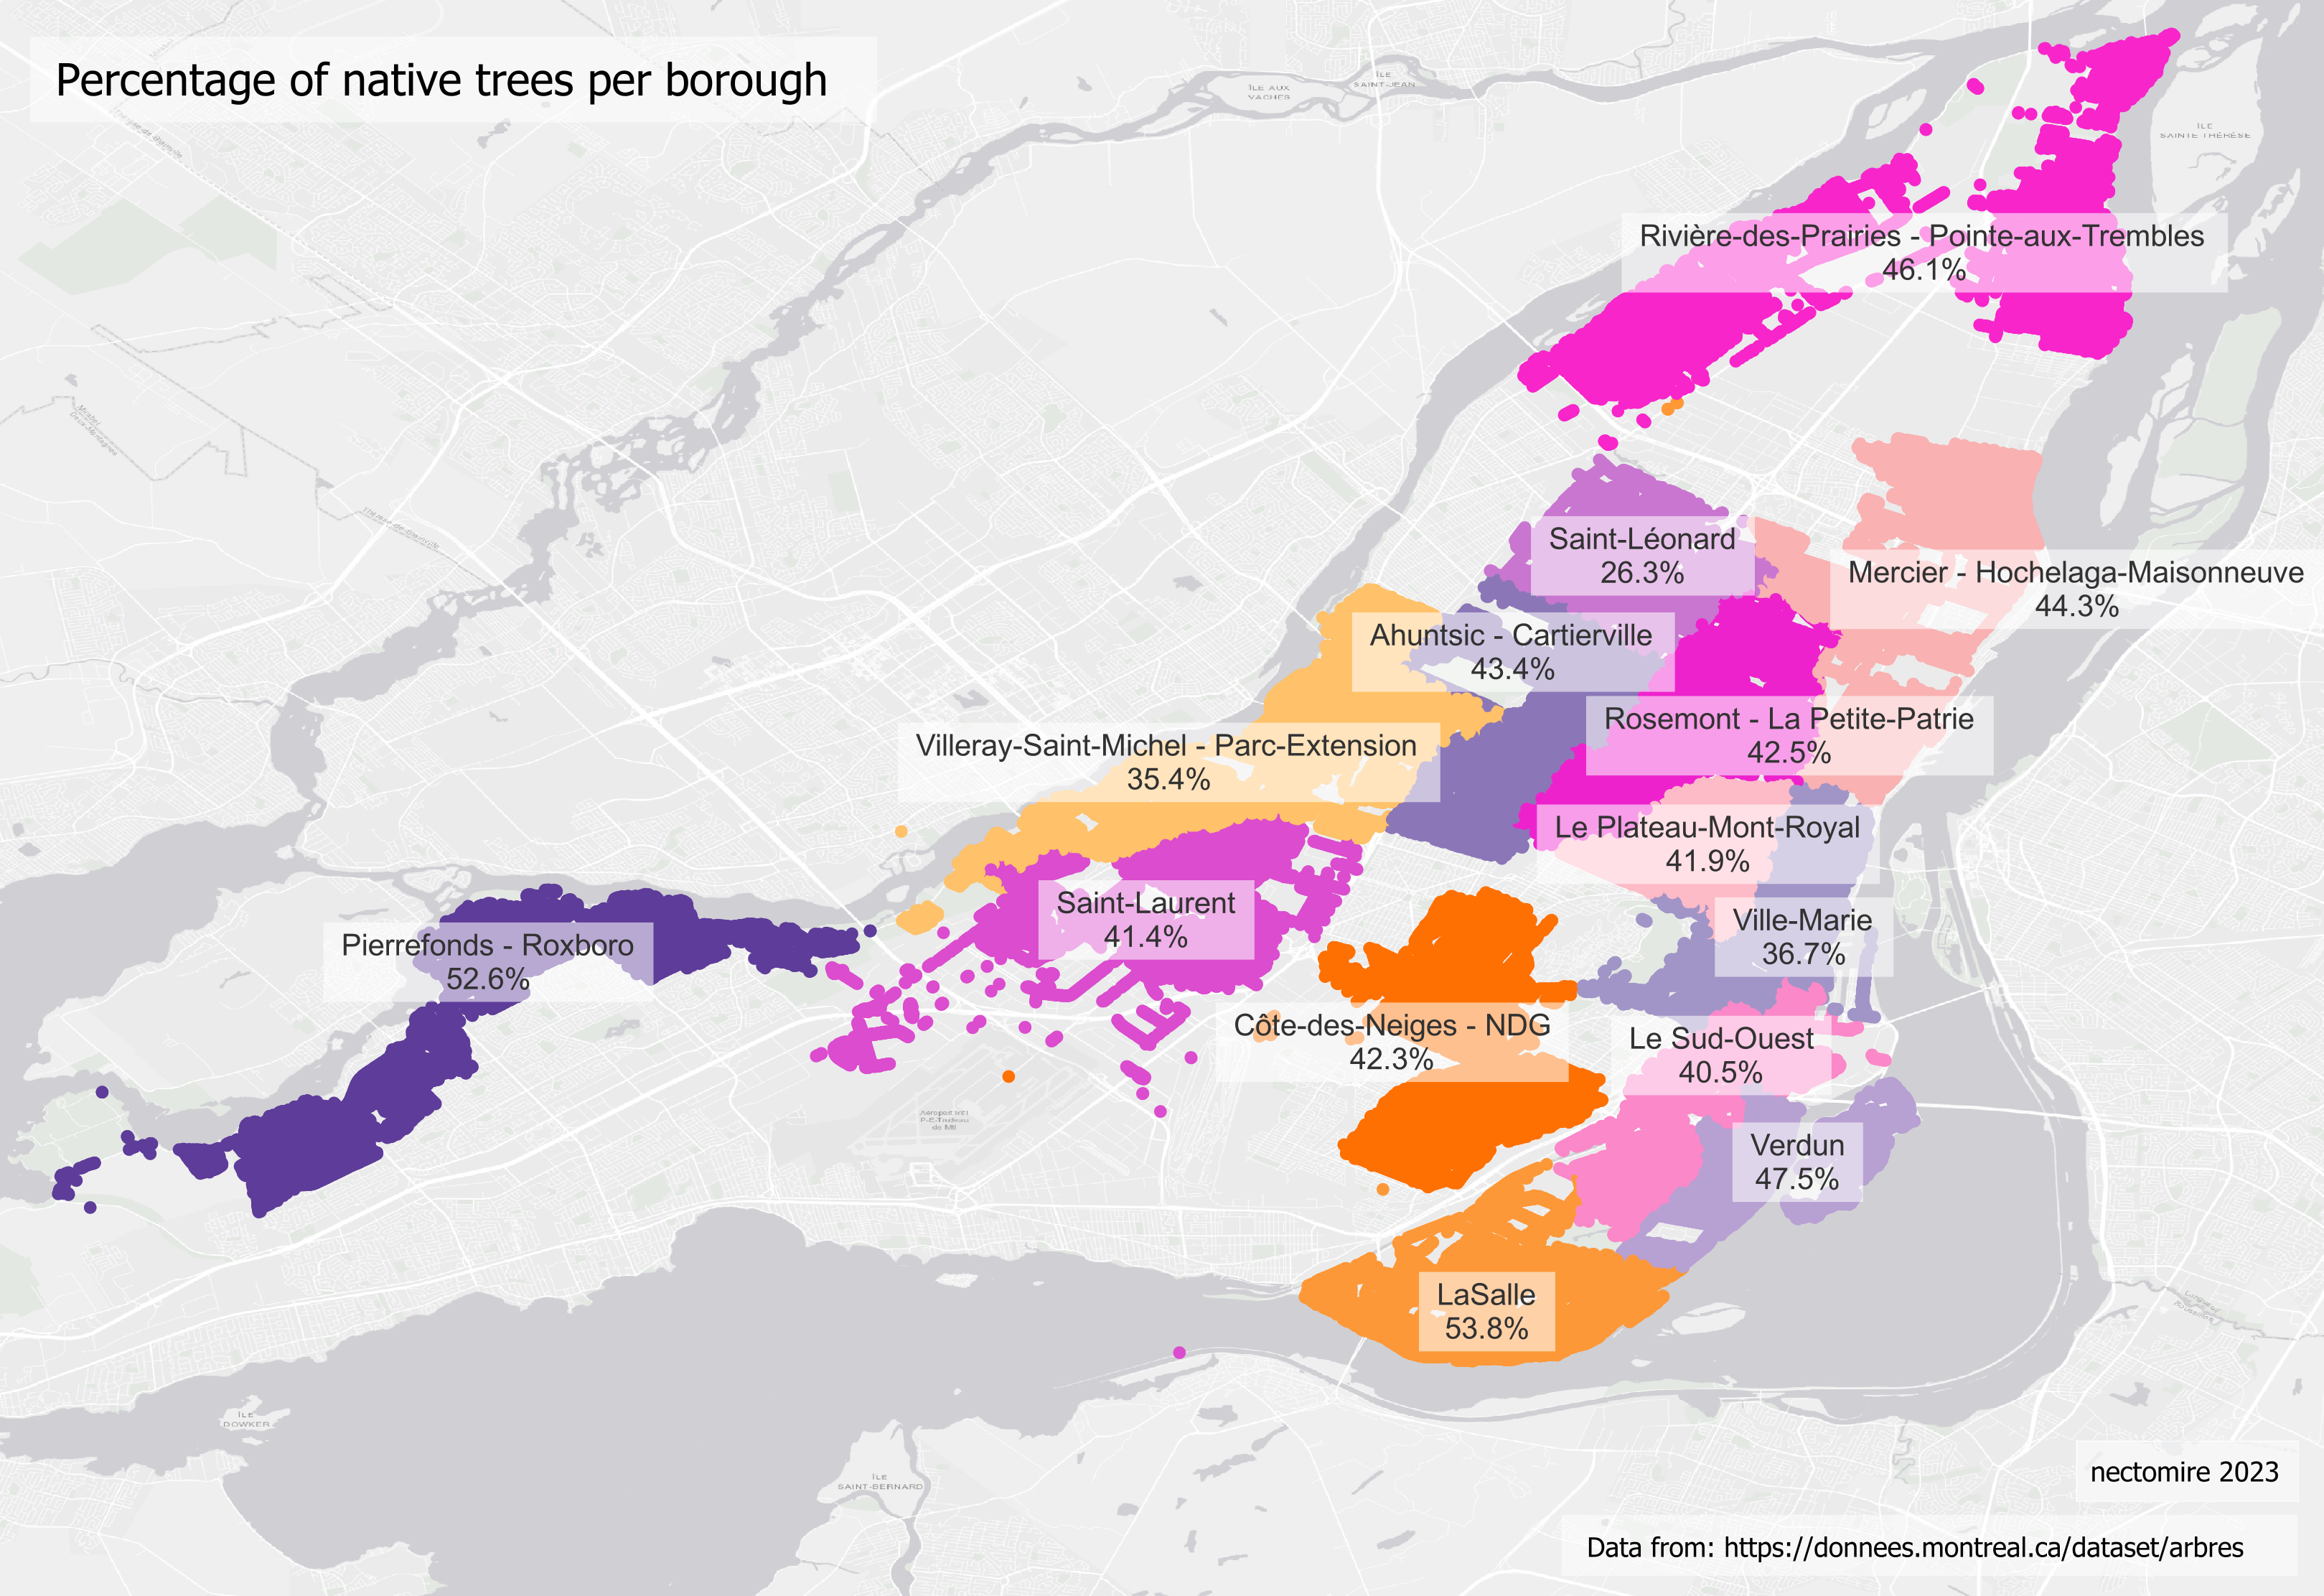 Percentage of native trees per borough
ÎLE AUX
VACHES
ÎLE
SAINT-JEAN
ÎLE
SAINTE THÉRÈSE
Rivière-des-Prairies - Pointe-aux-Trembles
46.1%
Saint-Léonard
26.3%
Mercier - Hochelaga-Maisonneuve
44.3%
Ahuntsic - Cartierville
43.4%
Rosemont - La Petite-Patrie
42.5%
Villeray-Saint-Michel - Parc-Extension
35.4%
Le Plateau-Mont-Royal
41.9%
Saint-Laurent
41.4%
Ville-Marie
36.7%
Pierrefonds - Roxboro
52.6%
Côte-des-Neiges - NDG
42.3%
Le Sud-Ouest
40.5%
Verdun
47.5%
LaSalle
53.8%
ÎLE
DOWKER
ÎLE
SAINT-BERNARD
nectomire 2023
Data from: https://donnees.montreal.ca/dataset/arbres